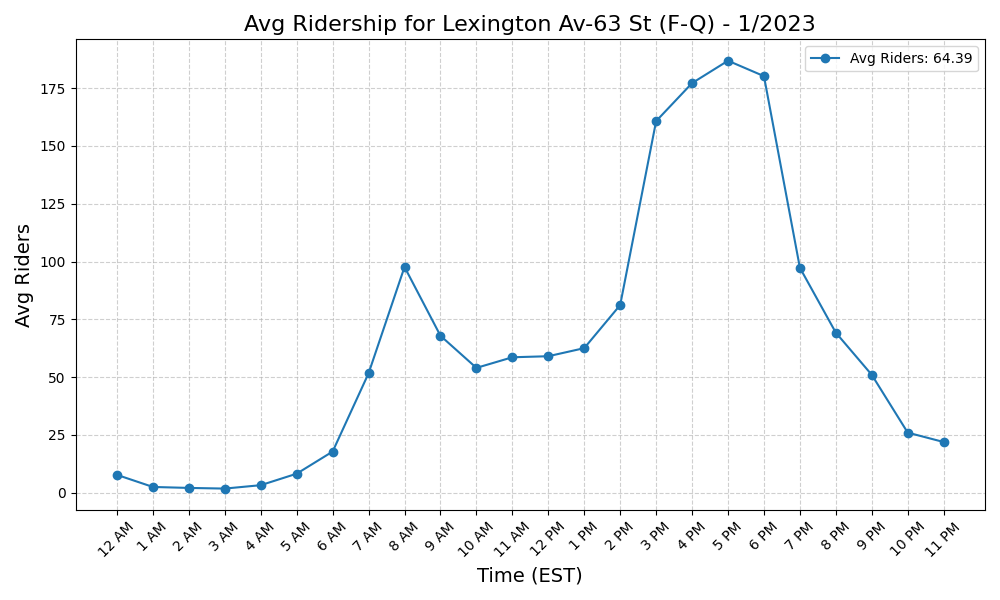 Avg Ridership for Lexington Av-63 St (F-Q) - 1/2023
Avg Riders: 64.39
Avg Riders
175
150
125
100
75
50
25
0
12 AM
1 AM
2 AM
3 AM
4 AM
5 AM
6 AM
7 AM
8 AM
9 AM
10 AM
11 AM
12 PM
1 PM
2 PM
3 PM
4 PM
5 PM
6 PM
7 PM
8 PM
9 PM
10 PM
11 PM
Time (EST)